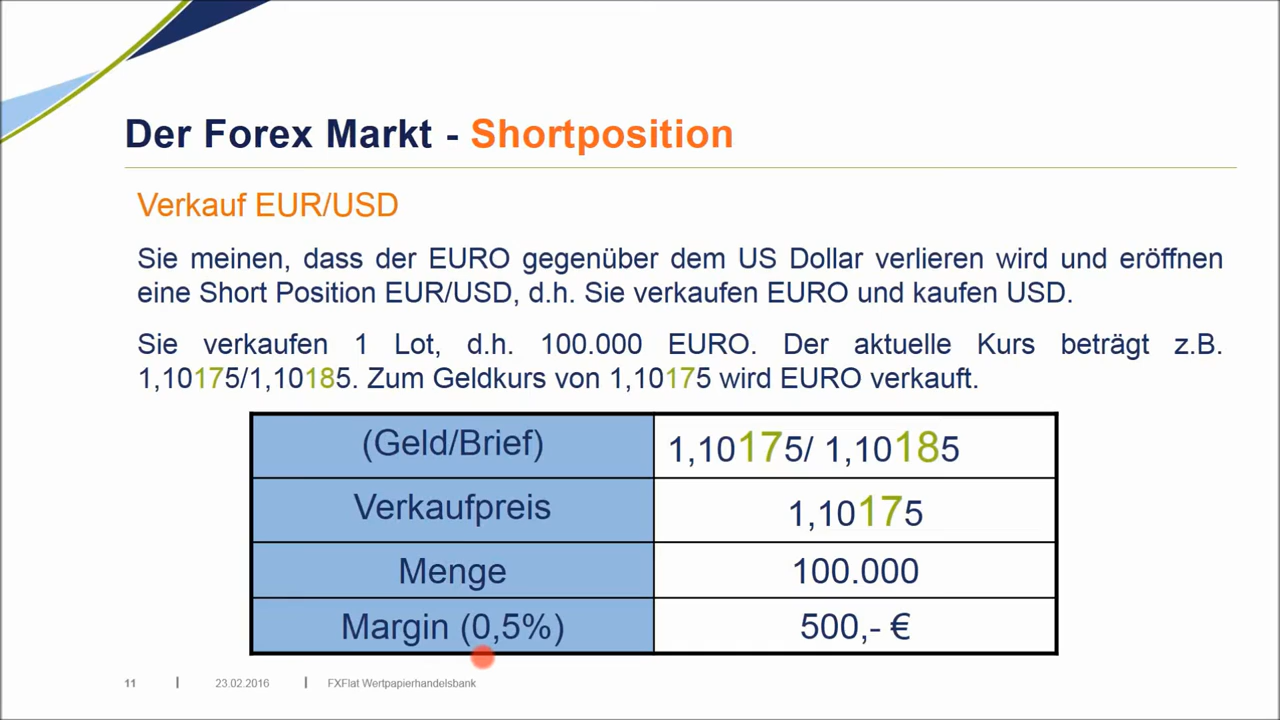 Der Forex Markt - Shortposition
Verkauf EUR/USD
Sie meinen, dass der EURO gegenüber dem US Dollar verlieren wird und eröffnen
eine Short Position EUR/USD, d.h. Sie verkaufen EURO und kaufen USD.
Sie verkaufen 1 Lot, d.h. 100.000 EURO. Der aktuelle Kurs beträgt z.B.
1,10175/1,10185. Zum Geldkurs von 1,10175 wird EURO verkauft.
(Geld/Brief) 1,10175/ 1,10185
Verkaufpreis 1,10175
Menge 100.000
Margin (0,5%) 500,- €
11 | 23.02.2016 | FXFlat Wertpapierhandelsbank